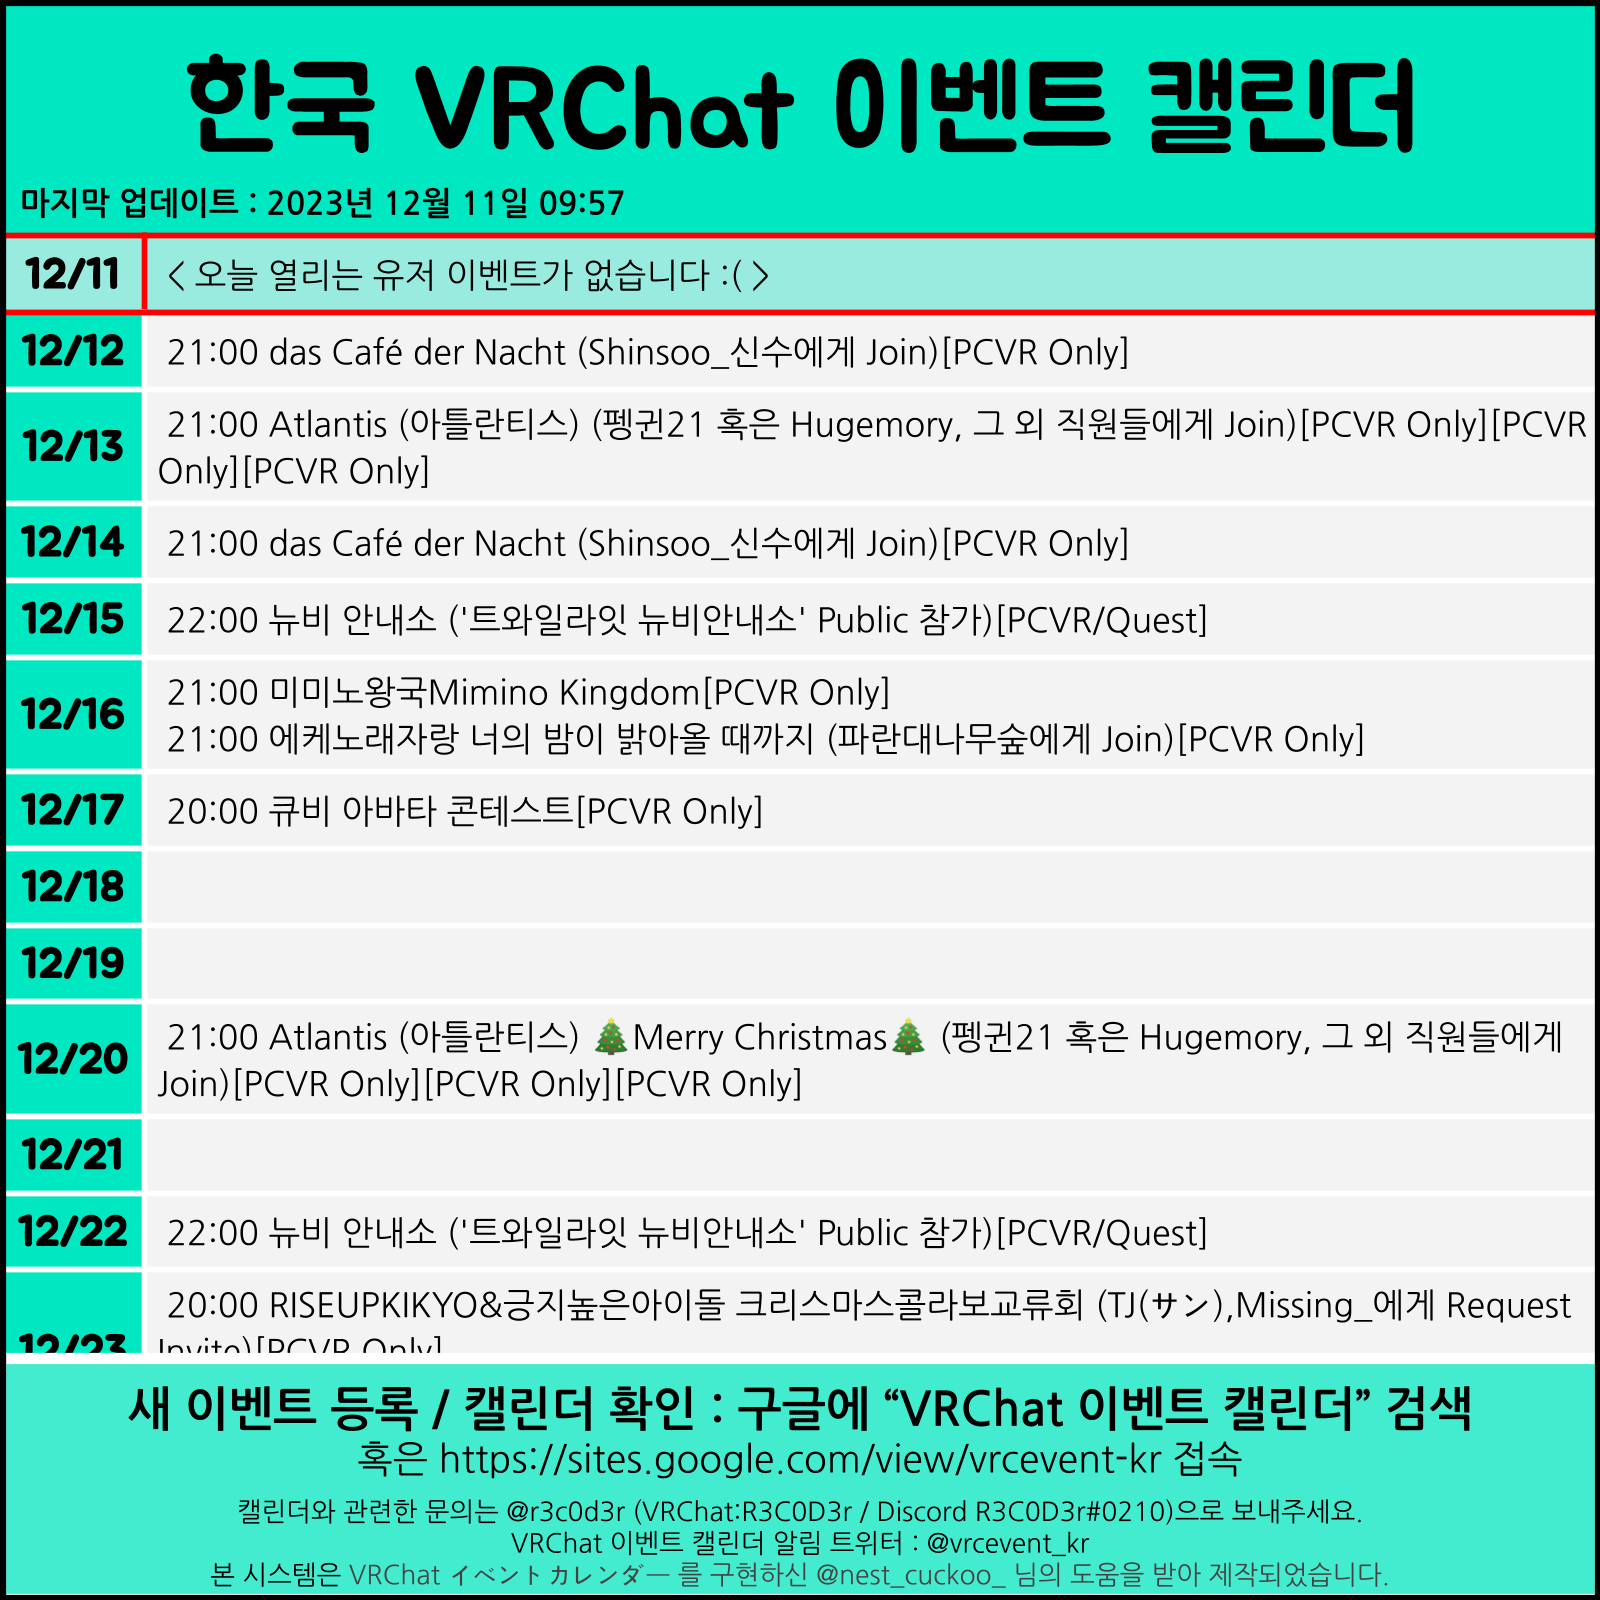 한국 VRChat 이벤트 캘린더
마지막 업데이트 : 2023년 12월 11일 09:57
12/11 < 오늘 열리는 유저 이벤트가 없습니다 :( >
12/12 21:00 das Café der Nacht (Shinsoo_신수에게 Join)[PCVR Only]
12/13 21:00 Atlantis (아틀란티스) (펭귄21 혹은 Hugemory, 그 외 직원들에게 Join)[PCVR Only][PCVR
Only][PCVR Only]
12/14 21:00 das Café der Nacht (Shinsoo_신수에게 Join)[PCVR Only]
12/15 22:00 뉴비 안내소 ('트와일라잇 뉴비안내소' Public 참가)[PCVR/Quest]
12/16 21:00 미미노왕국Mimino Kingdom[PCVR Only]
21:00 에케노래자랑 너의 밤이 밝아올 때까지 (파란대나무숲에게 Join)[PCVR Only]
12/17 20:00 큐비 아바타 콘테스트[PCVR Only]
12/18
12/19
12/20 21:00 Atlantis (아틀란티스) 🎄Merry Christmas🎄 (펭귄21 혹은 Hugemory, 그 외 직원들에게
Join)[PCVR Only][PCVR Only][PCVR Only]
12/21
12/22 22:00 뉴비 안내소 ('트와일라잇 뉴비안내소' Public 참가)[PCVR/Quest]
12/23 20:00 RISEUPKIKYO&긍지높은아이돌 크리스마스콜라보교류회 (TJ(サン),Missing_에게 Request
Invite)[PCVR Only]
새 이벤트 등록 / 캘린더 확인 : 구글에 “VRChat 이벤트 캘린더” 검색
혹은 https://sites.google.com/view/vrcevent-kr 접속
캘린더와 관련한 문의는 @r3c0d3r (VRChat:R3C0D3r / Discord R3C0D3r#0210)으로 보내주세요.
VRChat 이벤트 캘린더 알림 트위터 : @vrcevent_kr
본 시스템은 VRChat イベントカレンダー 를 구현하신 @nest_cuckoo_ 님의 도움을 받아 제작되었습니다.